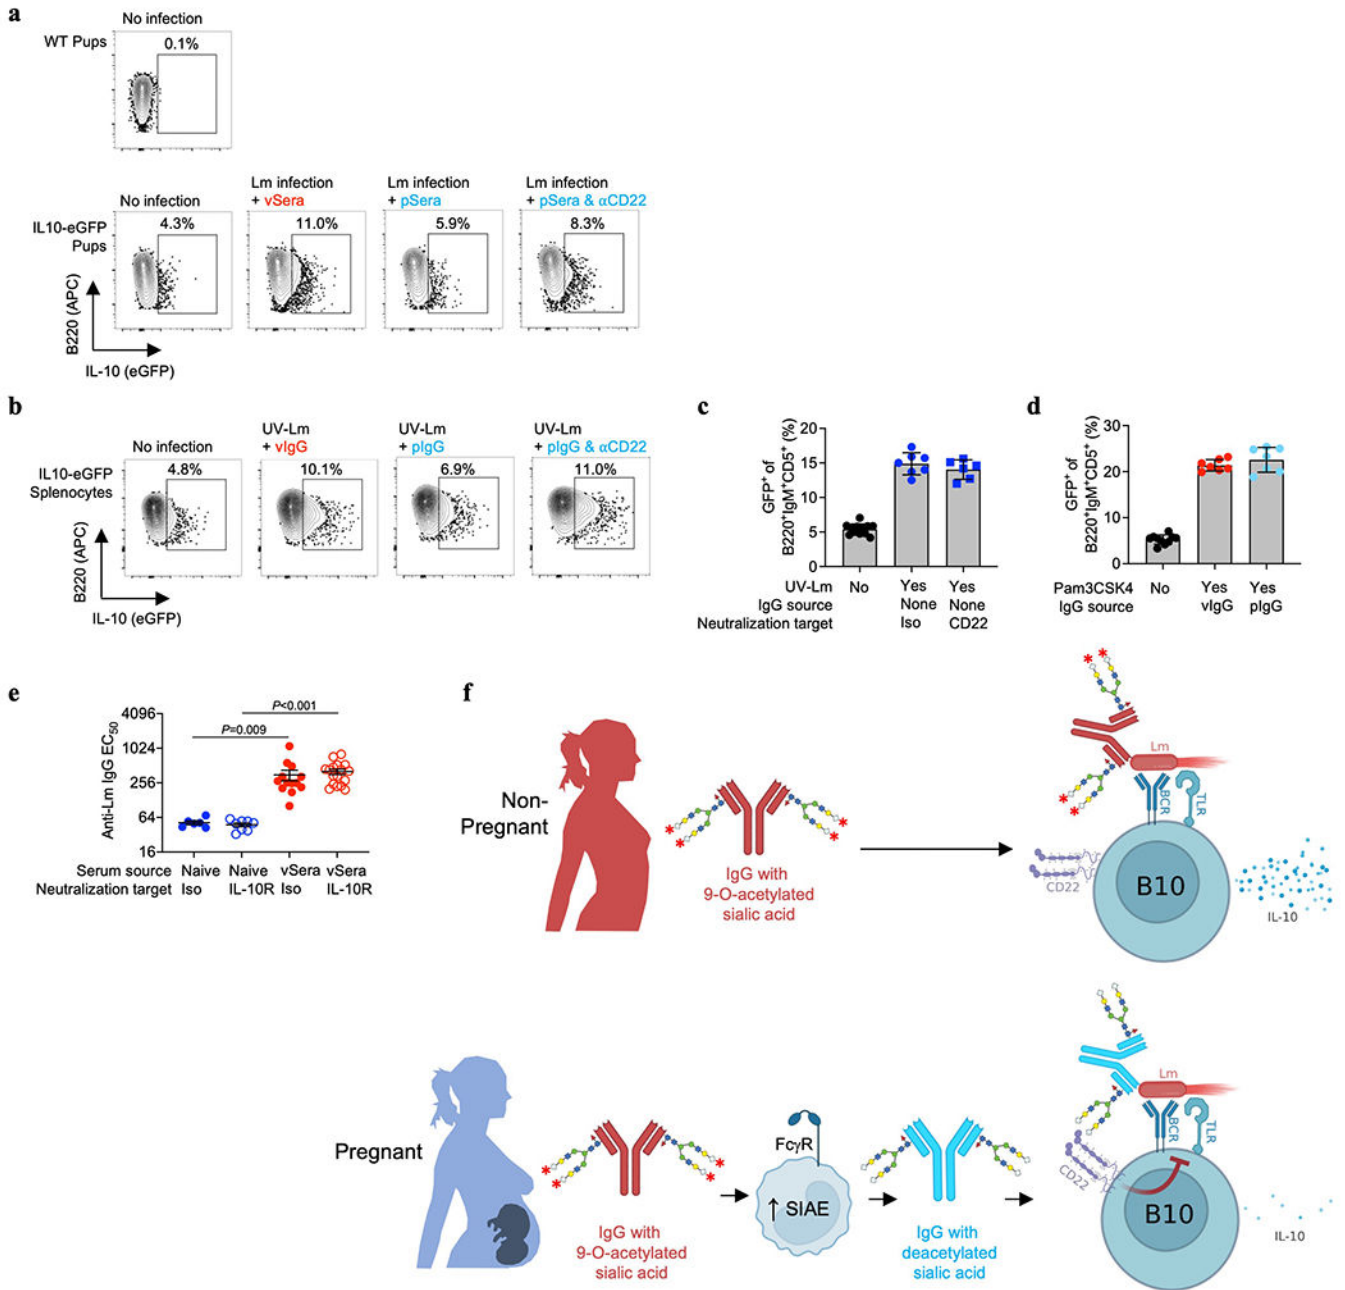 a
No infection
WT Pups
0.1%
No infection
Lm infection
+ vSera
Lm infection
+ pSera
Lm infection
+ pSera & αCD22
IL10-eGFP
Pups
4.3%
11.0%
5.9%
8.3%
B220 (APC)
IL-10 (eGFP)
b
No infection
UV-Lm
+ vIgG
UV-Lm
+ pIgG
UV-Lm
+ pIgG & αCD22
IL10-eGFP
Splenocytes
4.8%
10.1%
6.9%
11.0%
B220 (APC)
IL-10 (eGFP)
c
GFP⁺ of
B220⁺IgM⁺CD5⁺ (%)
20
15
10
5
0
UV-Lm No Yes Yes
IgG source None None
Neutralization target Iso CD22
d
GFP⁺ of
B220⁺IgM⁺CD5⁺ (%)
30
20
10
0
Pam3CSK4 No Yes Yes
IgG source vIgG pIgG
e
Anti-Lm IgG EC₅₀
4096
1024
256
64
16
P<0.001
P=0.009
Serum source Naive Naive vSera vSera
Neutralization target Iso IL-10R Iso IL-10R
f
Non-
Pregnant
IgG with
9-O-acetylated
sialic acid
Lm
BCR
TLR
CD22
B10
IL-10
Pregnant
IgG with
9-O-acetylated
sialic acid
FcγR
↑ SIAE
IgG with
deacetylated
sialic acid
Lm
BCR
TLR
CD22
B10
IL-10